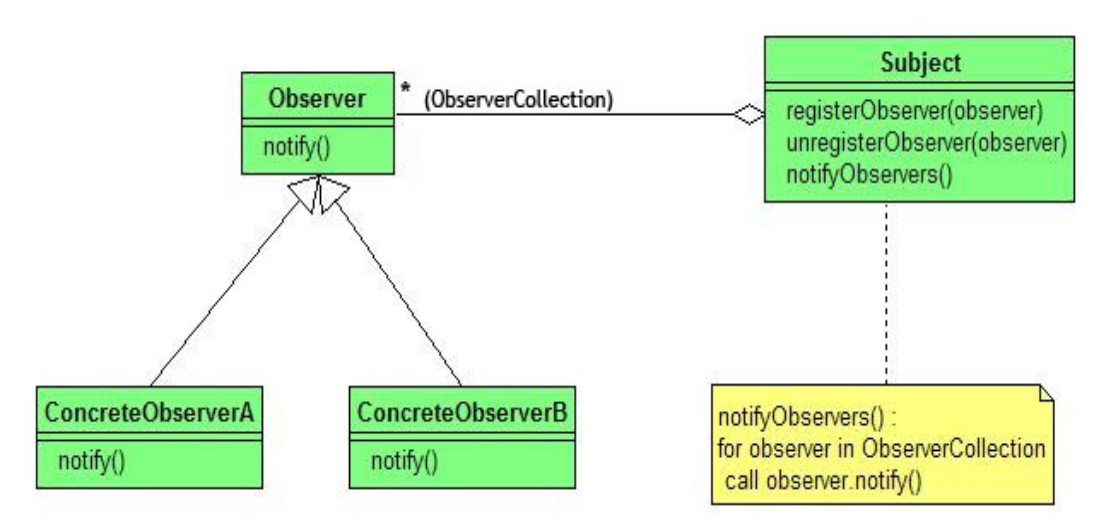 Subject
registerObserver(observer)
unregisterObserver(observer)
notifyObservers()
Observer
notify()
* (ObserverCollection)
ConcreteObserverA
notify()
ConcreteObserverB
notify()
notifyObservers() :
for observer in ObserverCollection
call observer.notify()